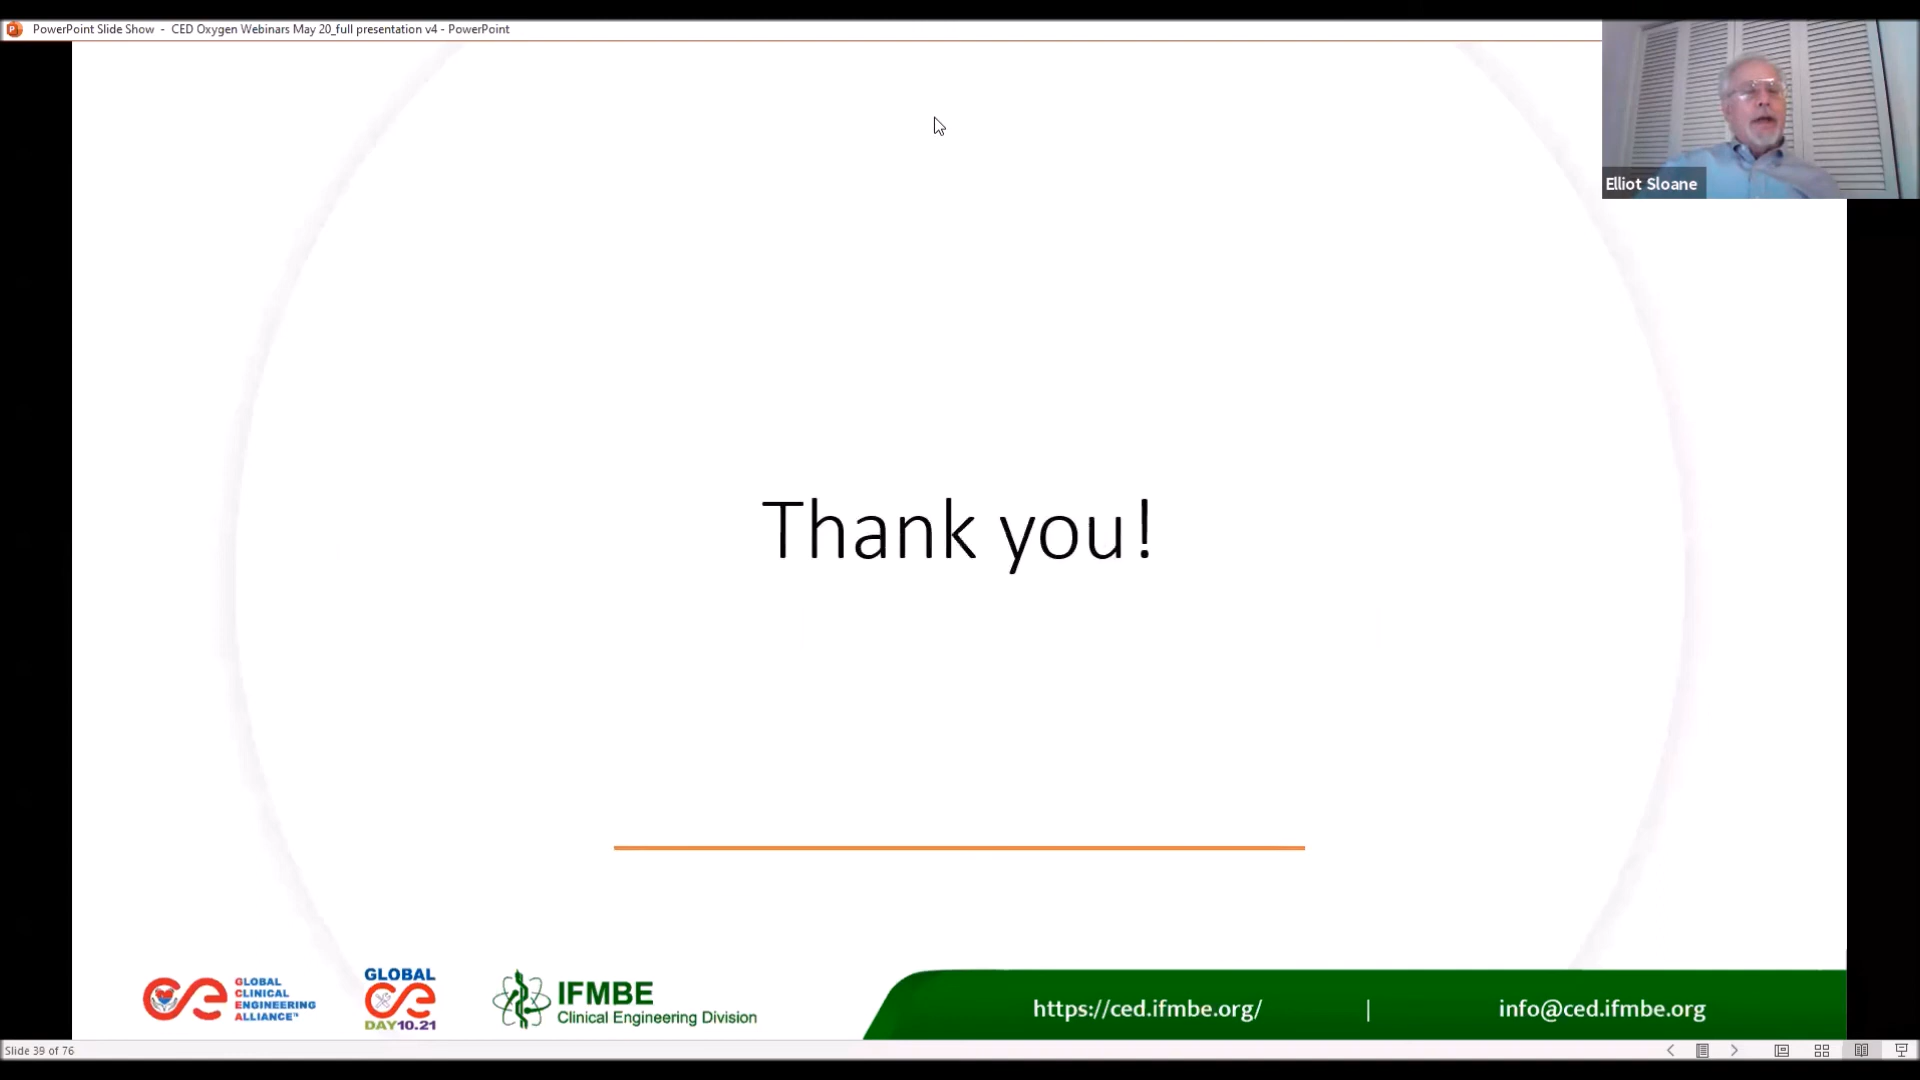 PowerPoint Slide Show - CED Oxygen Webinars May 20_full presentation v4 - PowerPoint
Elliot Sloane
Thank you!
GLOBAL
CLINICAL
ENGINEERING
ALLIANCE™
GLOBAL
ce
DAY10.21
IFMBE
Clinical Engineering Division
https://ced.ifmbe.org/ | info@ced.ifmbe.org
Slide 39 of 76